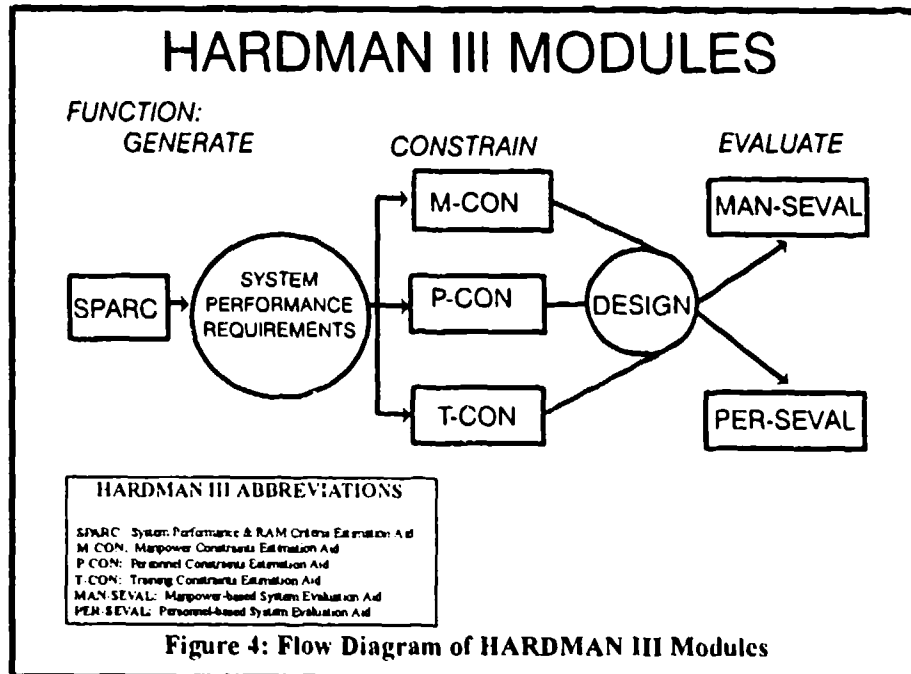 HARDMAN III MODULES
FUNCTION:
GENERATE
CONSTRAIN
EVALUATE
SPARC
SYSTEM
PERFORMANCE
REQUIREMENTS
M-CON
P-CON
T-CON
DESIGN
MAN-SEVAL
PER-SEVAL
HARDMAN III ABBREVIATIONS
SPARC: System Performance & RAM Criteria Estimation Aid
M-CON: Manpower Constraints Estimation Aid
P-CON: Personnel Constraints Estimation Aid
T-CON: Training Constraints Estimation Aid
MAN-SEVAL: Manpower-based System Evaluation Aid
PER-SEVAL: Personnel-based System Evaluation Aid
Figure 4: Flow Diagram of HARDMAN III Modules